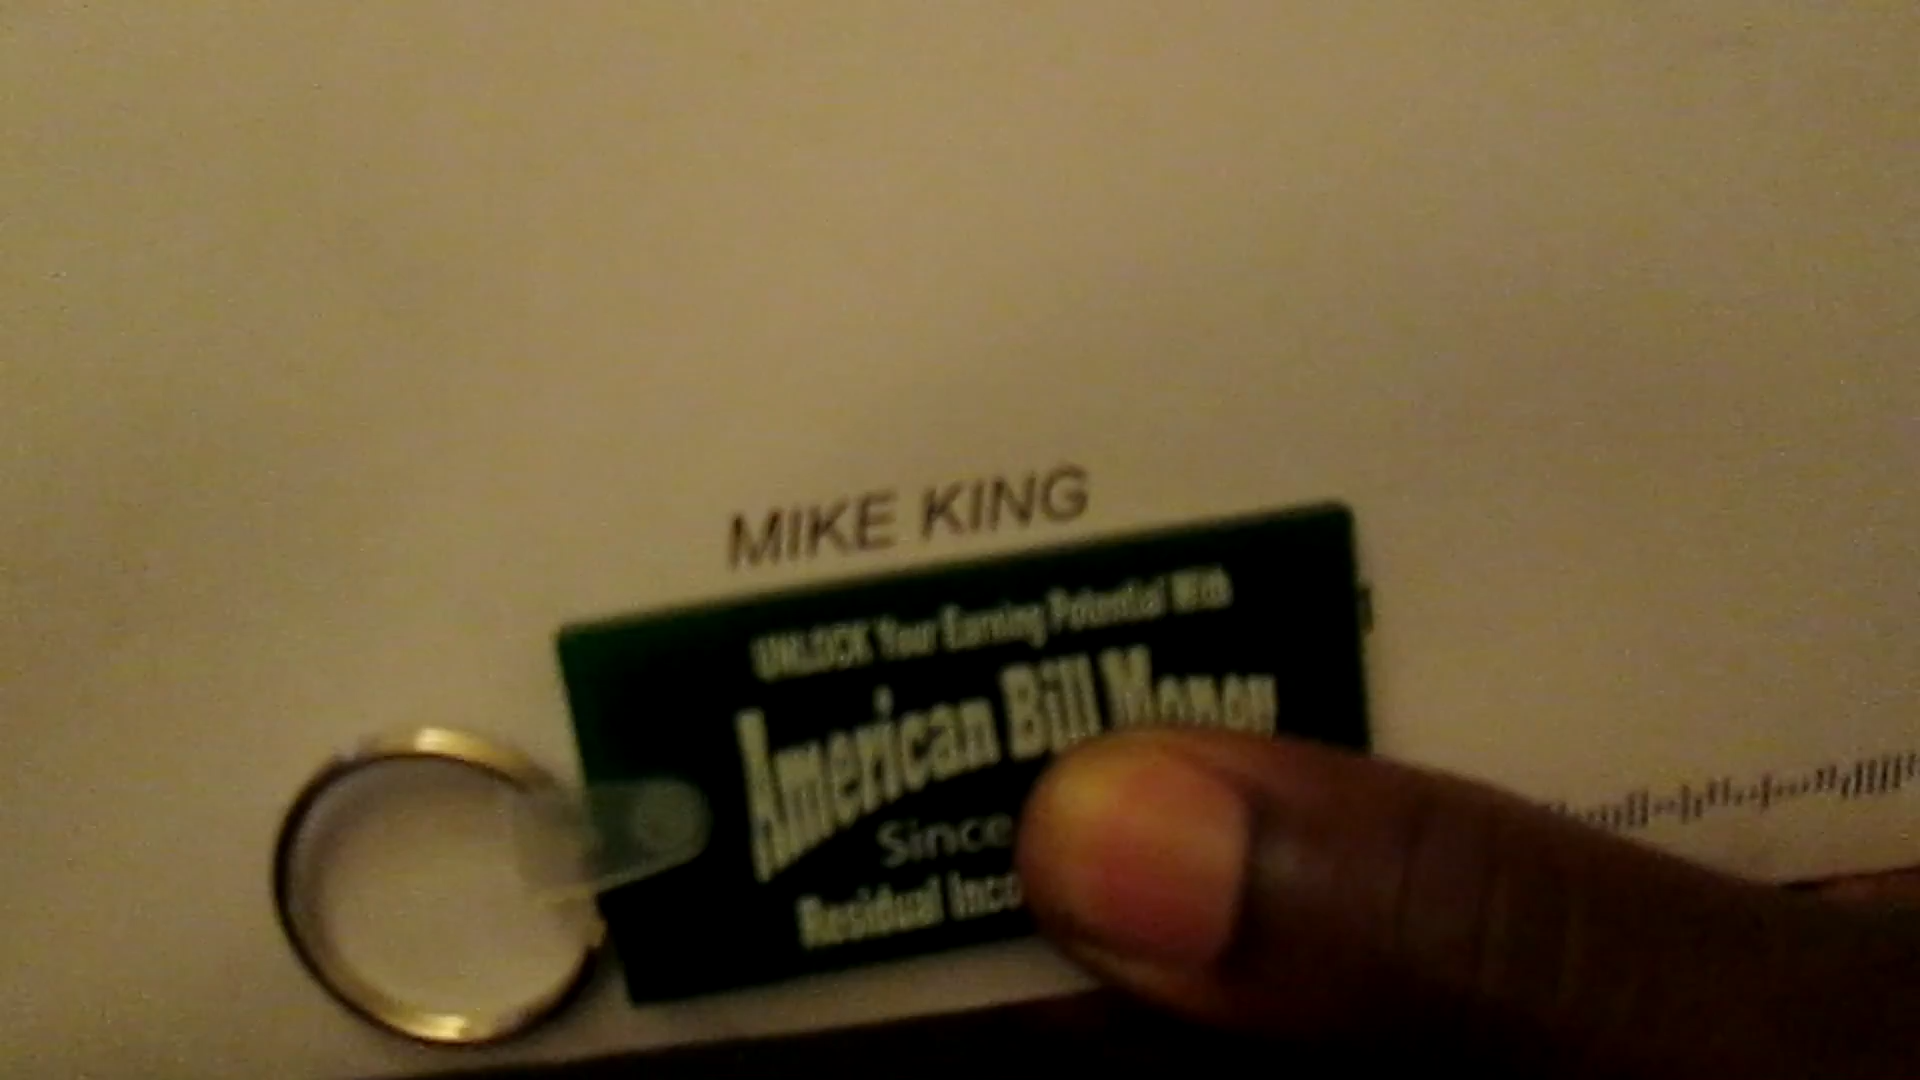 MIKE KING
UNLOCK Your Earning Potential With
American Bill Money
Since
Residual